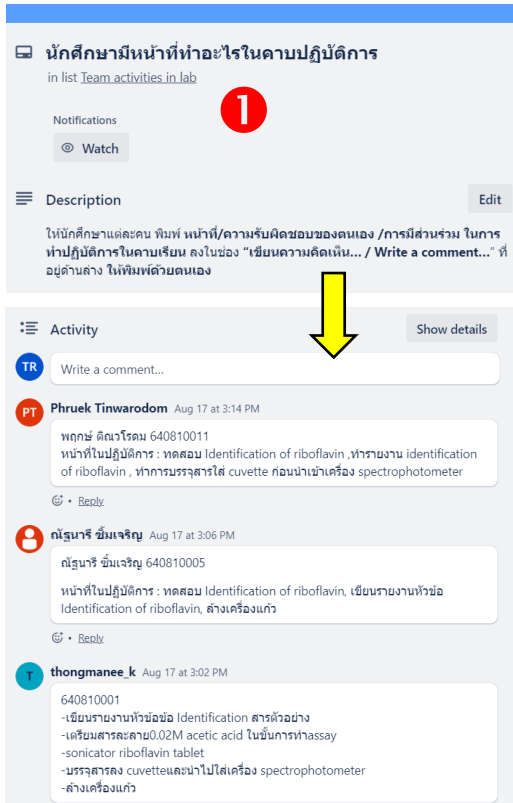 นักศึกษามีหน้าที่ทำอะไรในคาบปฏิบัติการ
in list Team activities in lab
1
Notifications
Watch
Description
Edit
ให้นักศึกษาแต่ละคน พิมพ์ หน้าที่/ความรับผิดชอบของตนเอง /การมีส่วนร่วม ในการ
ทำปฏิบัติการในคาบเรียน ลงในช่อง “เขียนความคิดเห็น... / Write a comment...” ที่
อยู่ด้านล่าง ให้พิมพ์ด้วยตนเอง
Activity
Show details
TR
Write a comment...
PT
Phruek Tinwarodom Aug 17 at 3:14 PM
พฤกษ์ ติณวโรดม 640810011
หน้าที่ในปฏิบัติการ : ทดสอบ Identification of riboflavin ,ทำรายงาน identification
of riboflavin , ทำการบรรจุสารใส่ cuvette ก่อนนำเข้าเครื่อง spectrophotometer
• Reply
ณัฐนารี ซิ้มเจริญ Aug 17 at 3:06 PM
ณัฐนารี ซิ้มเจริญ 640810005
หน้าที่ในปฏิบัติการ : ทดสอบ Identification of riboflavin, เขียนรายงานหัวข้อ
Identification of riboflavin, ล้างเครื่องแก้ว
• Reply
T
thongmanee_k Aug 17 at 3:02 PM
640810001
-เขียนรายงานหัวข้อข้อ Identification สารตัวอย่าง
-เตรียมสารละลาย0.02M acetic acid ในขั้นการทำassay
-sonicator riboflavin tablet
-บรรจุสารลง cuvetteและนำไปใส่เครื่อง spectrophotometer
-ล้างเครื่องแก้ว